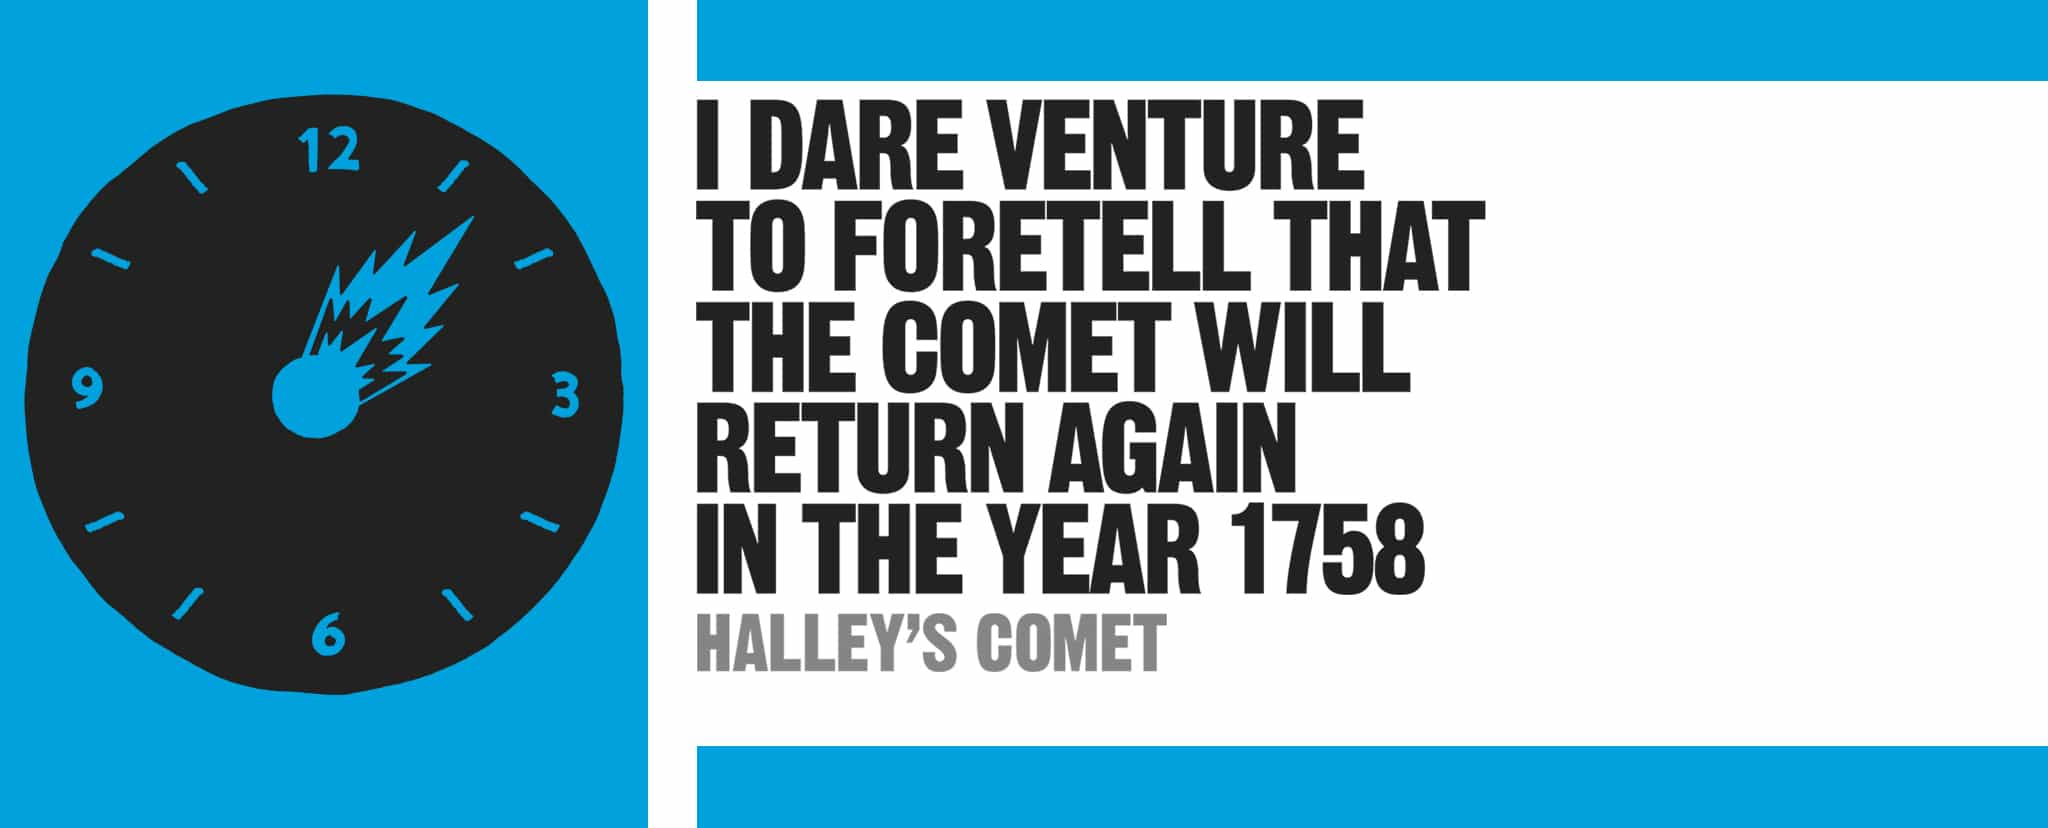 12
9
3
6
I DARE VENTURE
TO FORETELL THAT
THE COMET WILL
RETURN AGAIN
IN THE YEAR 1758
HALLEY’S COMET